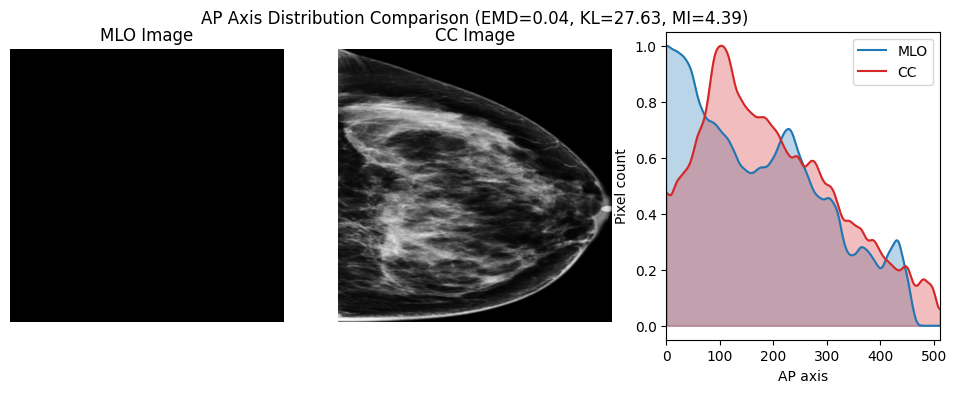 AP Axis Distribution Comparison (EMD=0.04, KL=27.63, MI=4.39)
MLO Image
CC Image
MLO
CC
Pixel count
1.0
0.8
0.6
0.4
0.2
0.0
0 100 200 300 400 500
AP axis